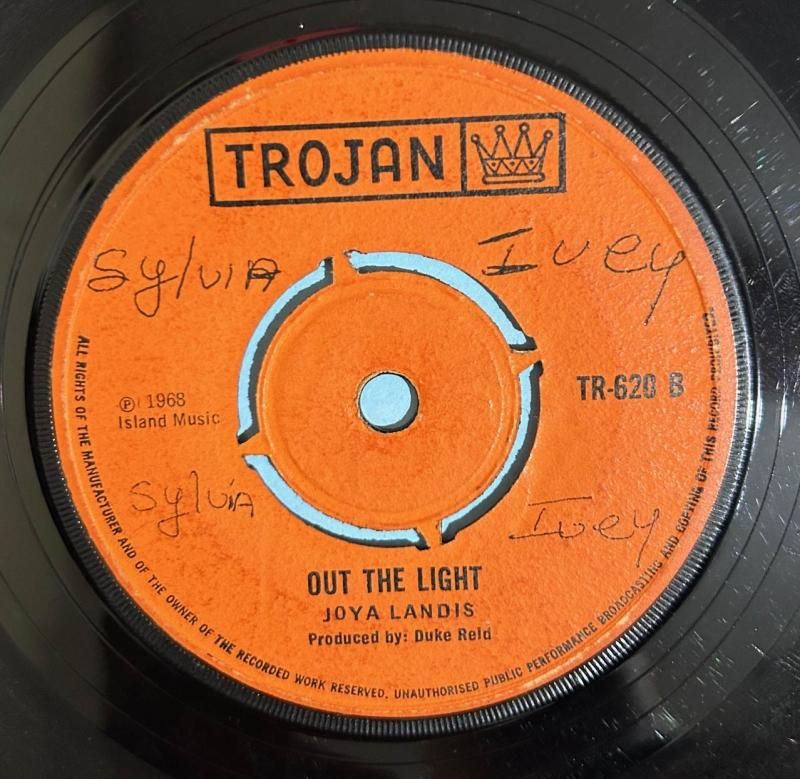 TROJAN
Sylvia Ivey
℗ 1968
Island Music
TR-620 B
Sylvia Ivey
OUT THE LIGHT
JOYA LANDIS
Produced by: Duke Reid
ALL RIGHTS OF THE MANUFACTURER AND OF THE OWNER OF THE RECORDED WORK RESERVED. UNAUTHORISED PUBLIC PERFORMANCE BROADCASTING AND COPYING OF THIS RECORD PROHIBITED.